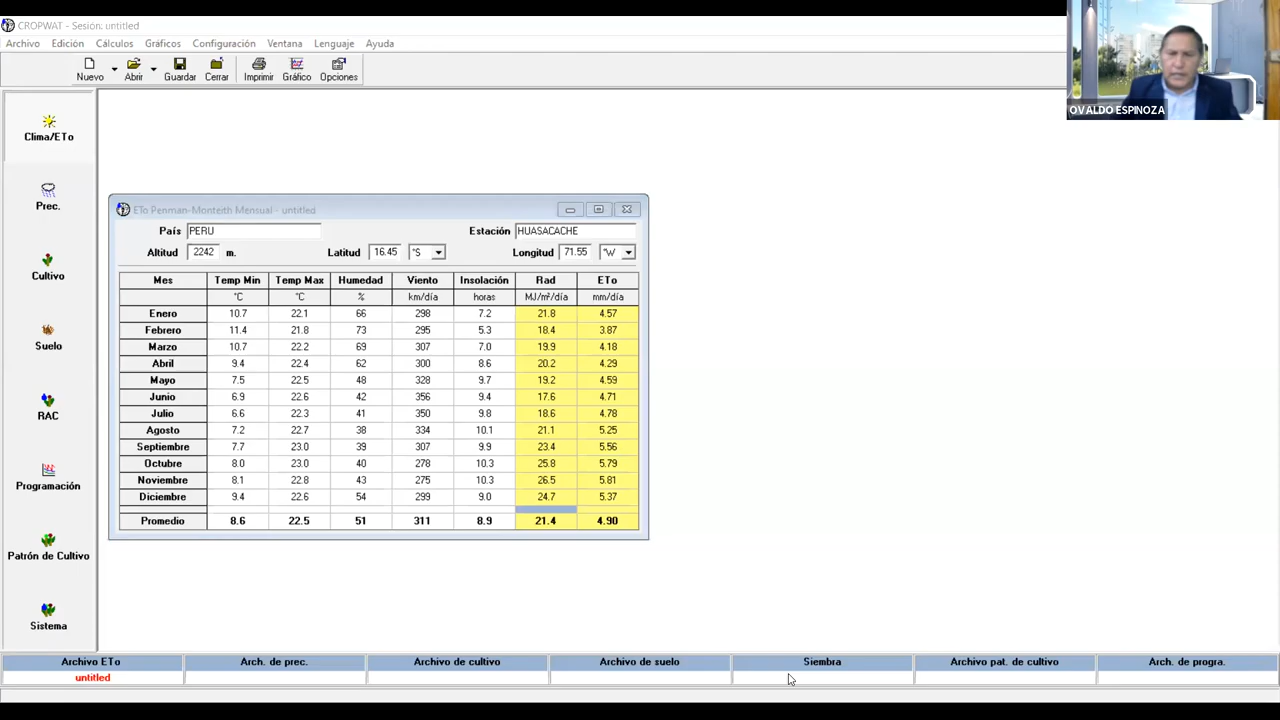 CROPWAT - Sesión: untitled
Archivo Edición Cálculos Gráficos Configuración Ventana Lenguaje Ayuda
Nuevo Abrir Guardar Cerrar Imprimir Gráfico Opciones
OVALDO ESPINOZA
Clima/ETo
Prec.
Cultivo
Suelo
RAC
Programación
Patrón de Cultivo
Sistema
ETo Penman-Monteith Mensual - untitled
País PERU Estación HUASACACHE
Altitud 2242 m. Latitud 16.45 °S Longitud 71.55 °W
Mes Temp Min Temp Max Humedad Viento Insolación Rad ETo
°C °C % km/día horas MJ/m²/día mm/día
Enero 10.7 22.1 66 298 7.2 21.8 4.57
Febrero 11.4 21.8 73 295 5.3 18.4 3.87
Marzo 10.7 22.2 69 307 7.0 19.9 4.18
Abril 9.4 22.4 62 300 8.6 20.2 4.29
Mayo 7.5 22.5 48 328 9.7 19.2 4.59
Junio 6.9 22.6 42 356 9.4 17.6 4.71
Julio 6.6 22.3 41 350 9.8 18.6 4.78
Agosto 7.2 22.7 38 334 10.1 21.1 5.25
Septiembre 7.7 23.0 39 307 9.9 23.4 5.56
Octubre 8.0 23.0 40 278 10.3 25.8 5.79
Noviembre 8.1 22.8 43 275 10.3 26.5 5.81
Diciembre 9.4 22.6 54 299 9.0 24.7 5.37
Promedio 8.6 22.5 51 311 8.9 21.4 4.90
Archivo ETo Arch. de prec. Archivo de cultivo Archivo de suelo Siembra Archivo pat. de cultivo Arch. de progra.
untitled